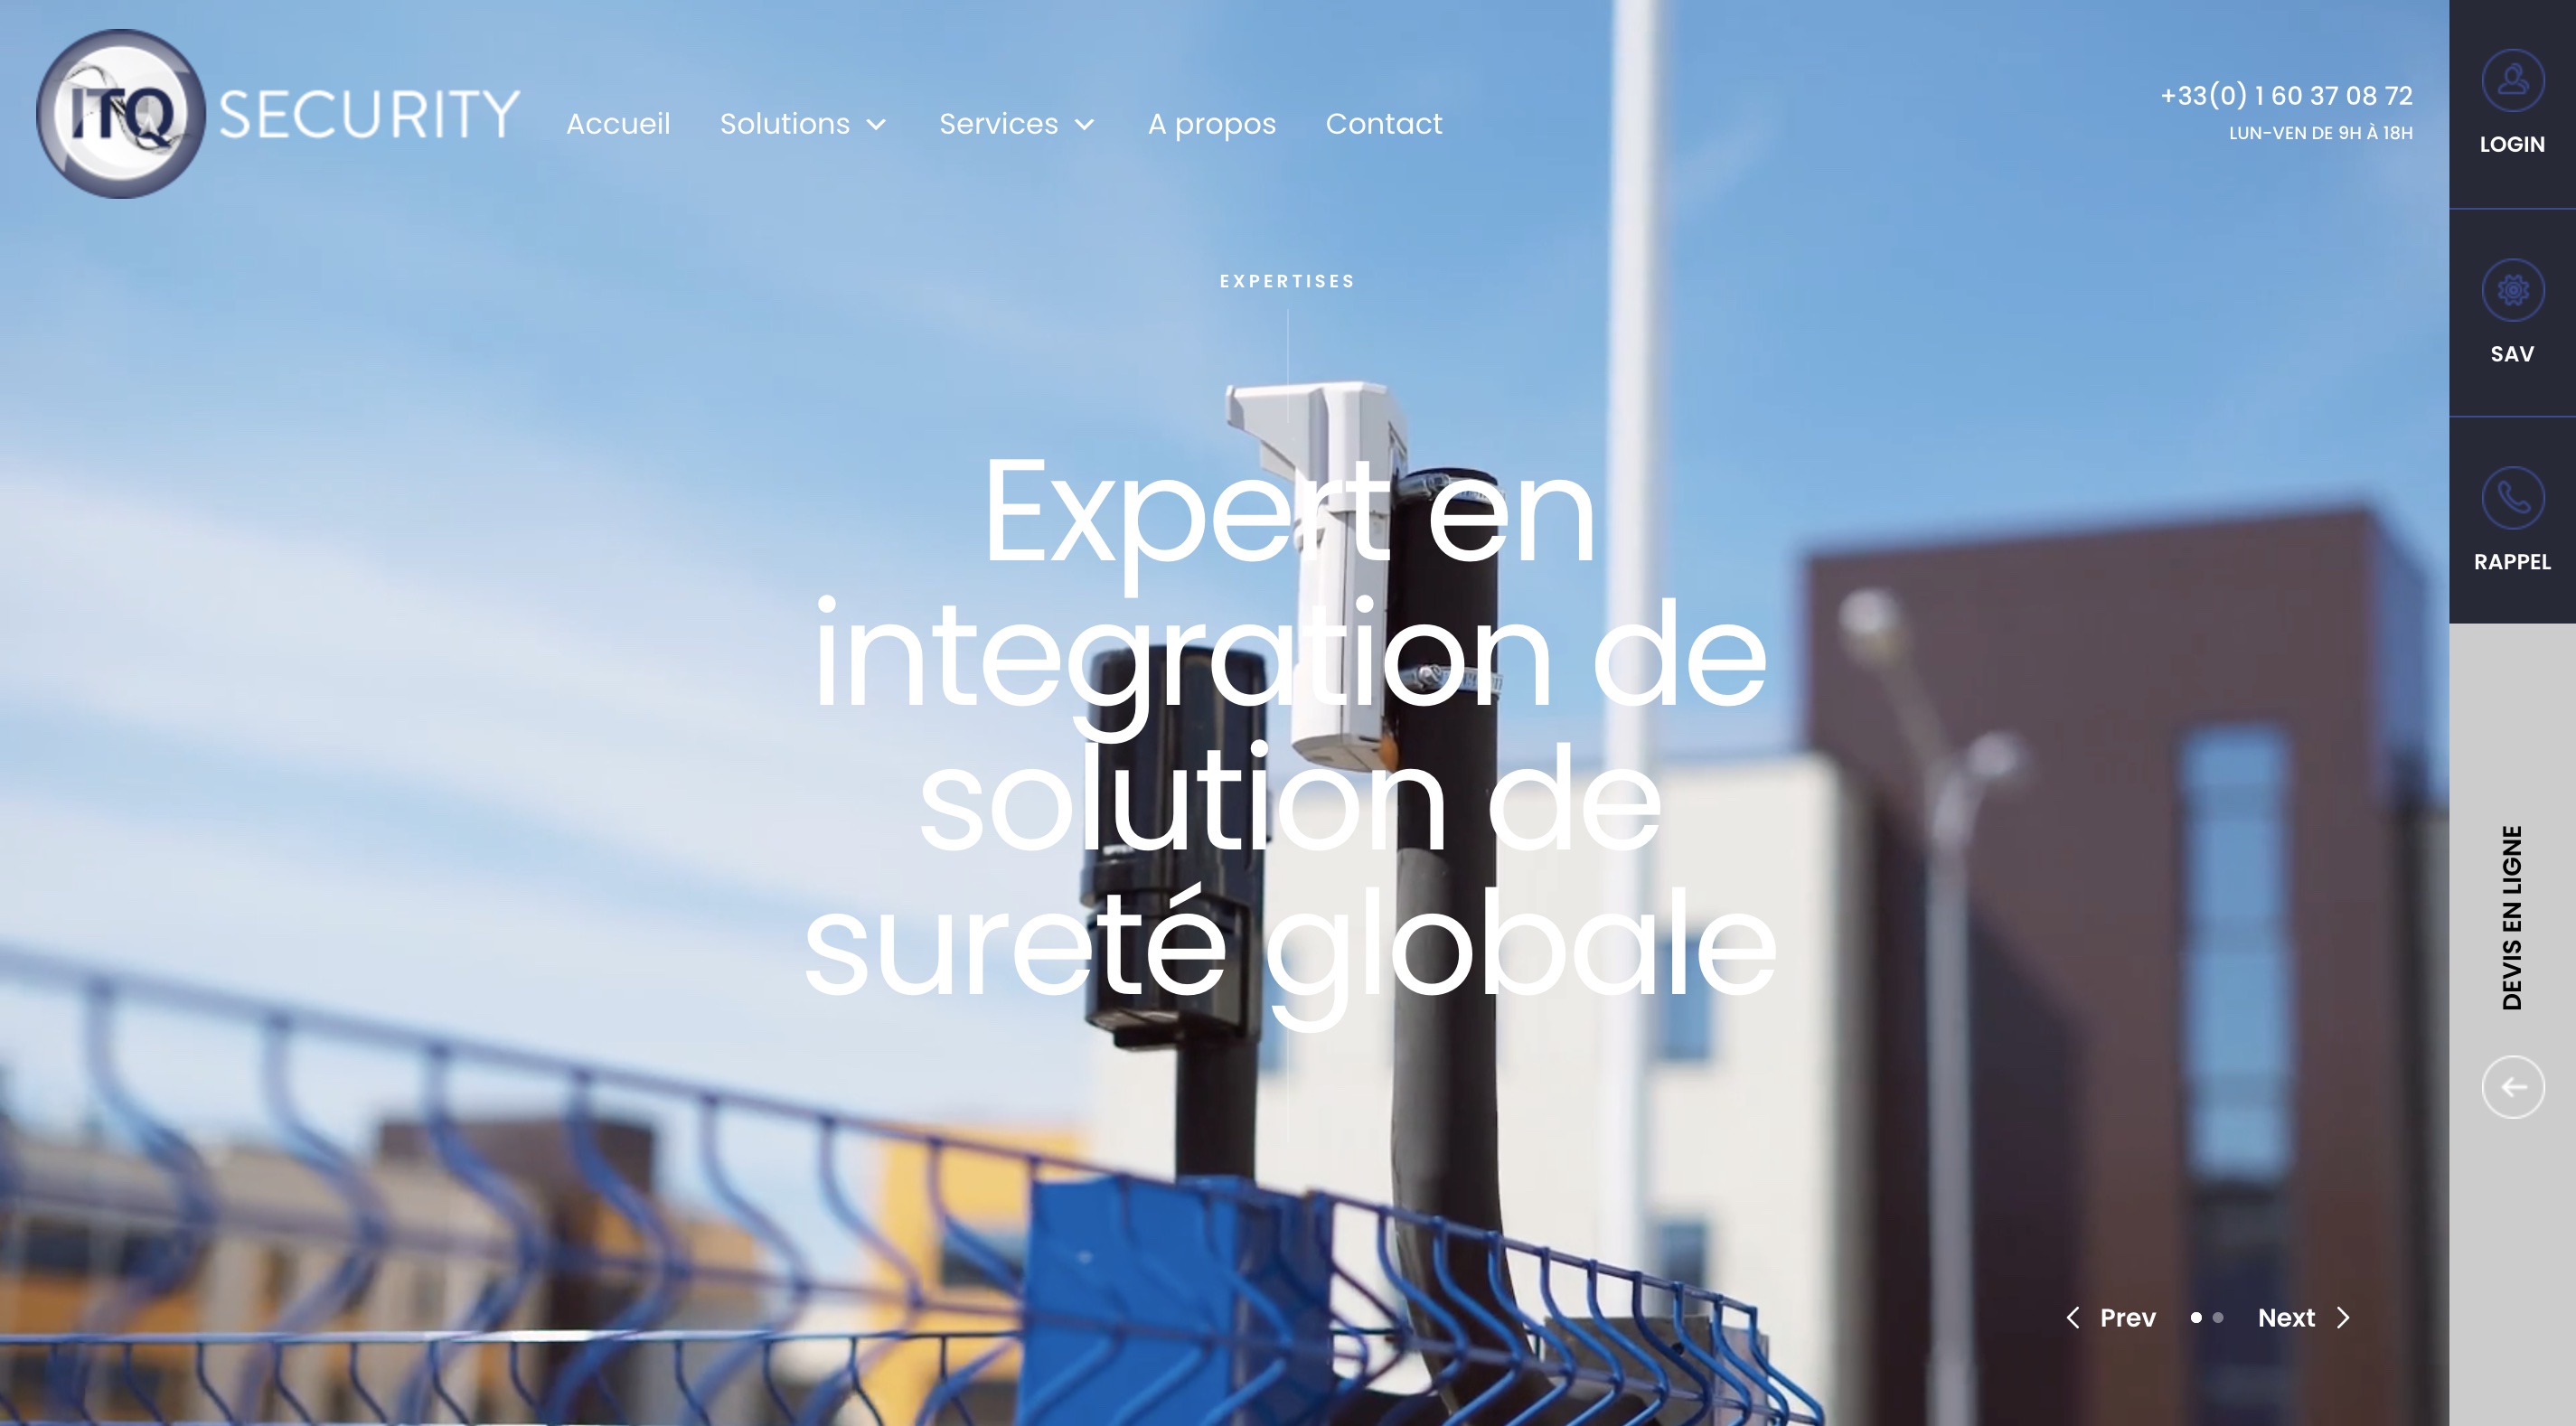 ITQ SECURITY
Accueil
Solutions
Services
A propos
Contact
+33(0) 1 60 37 08 72
LUN-VEN DE 9H À 18H
LOGIN
SAV
RAPPEL
EXPERTISES
Expert en
integration de
solution de
sureté globale
DEVIS EN LIGNE
Prev
Next